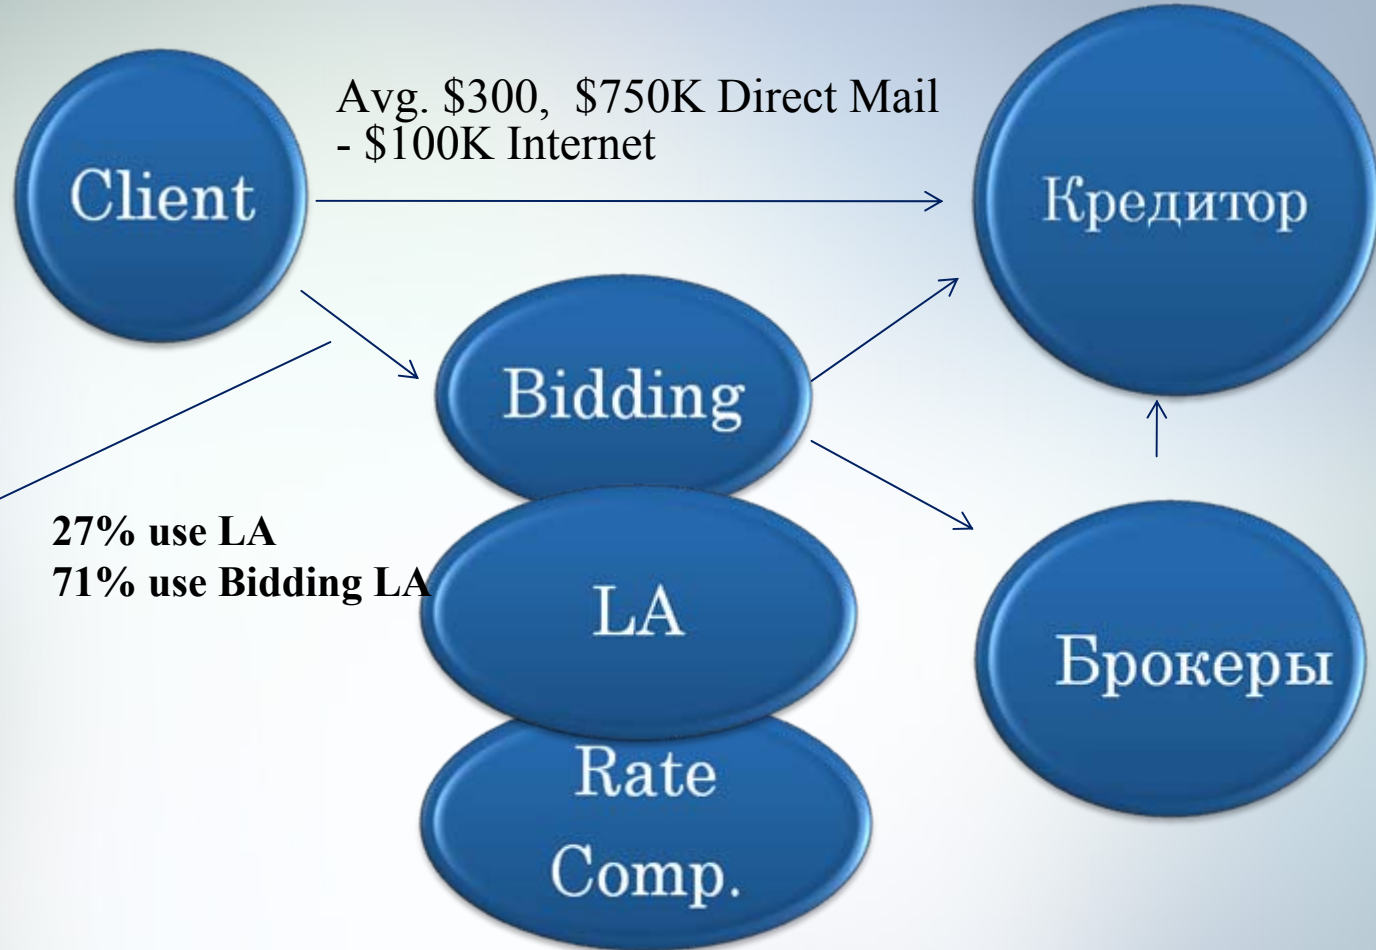 Client
Avg. $300,  $750K Direct Mail
- $100K Internet
Кредитор
Bidding
27% use LA
71% use Bidding LA
LA
Брокеры
Rate
Comp.